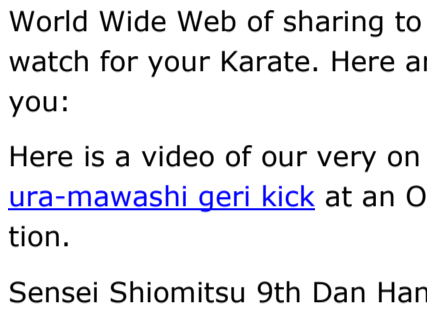 World Wide Web of sharing to
watch for your Karate. Here
you:
Here is a video of our very on
ura-mawashi geri kick at an
tion.
Sensei Shiomitsu 9th Dan